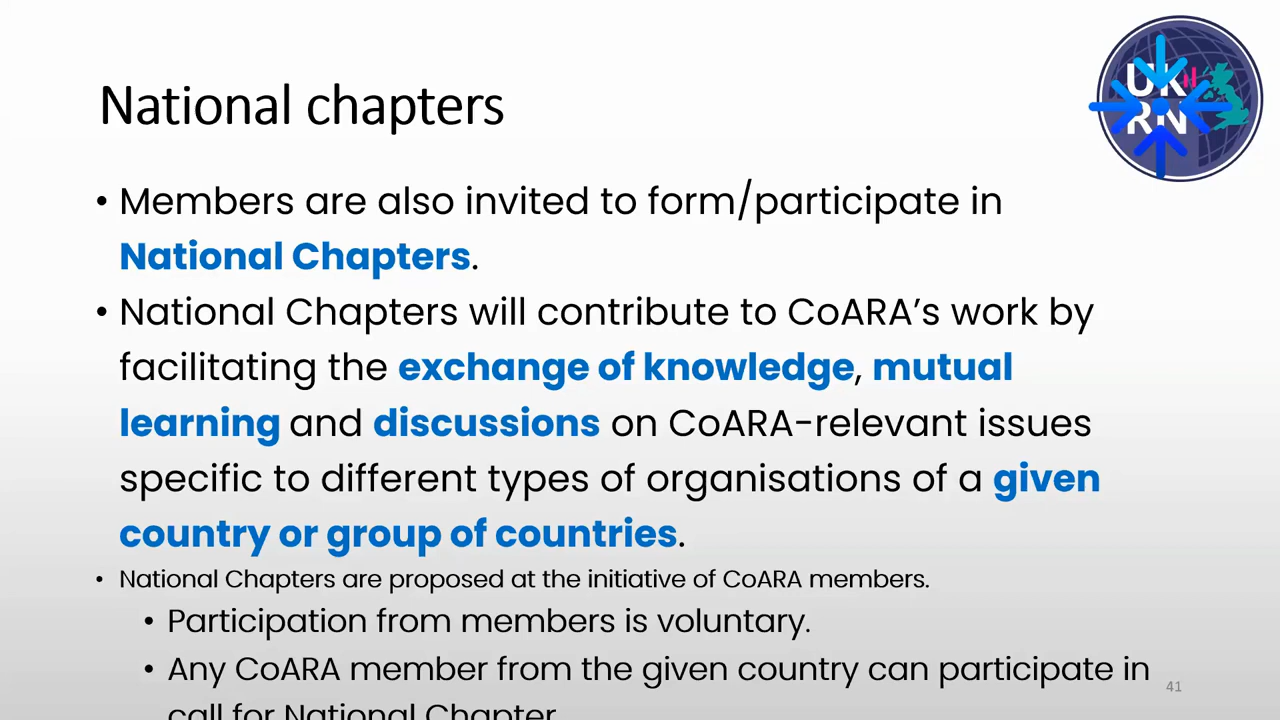 National chapters
UK
RN
• Members are also invited to form/participate in
National Chapters.
• National Chapters will contribute to CoARA’s work by
facilitating the exchange of knowledge, mutual
learning and discussions on CoARA-relevant issues
specific to different types of organisations of a given
country or group of countries.
• National Chapters are proposed at the initiative of CoARA members.
• Participation from members is voluntary.
• Any CoARA member from the given country can participate in
call for National Chapter
41